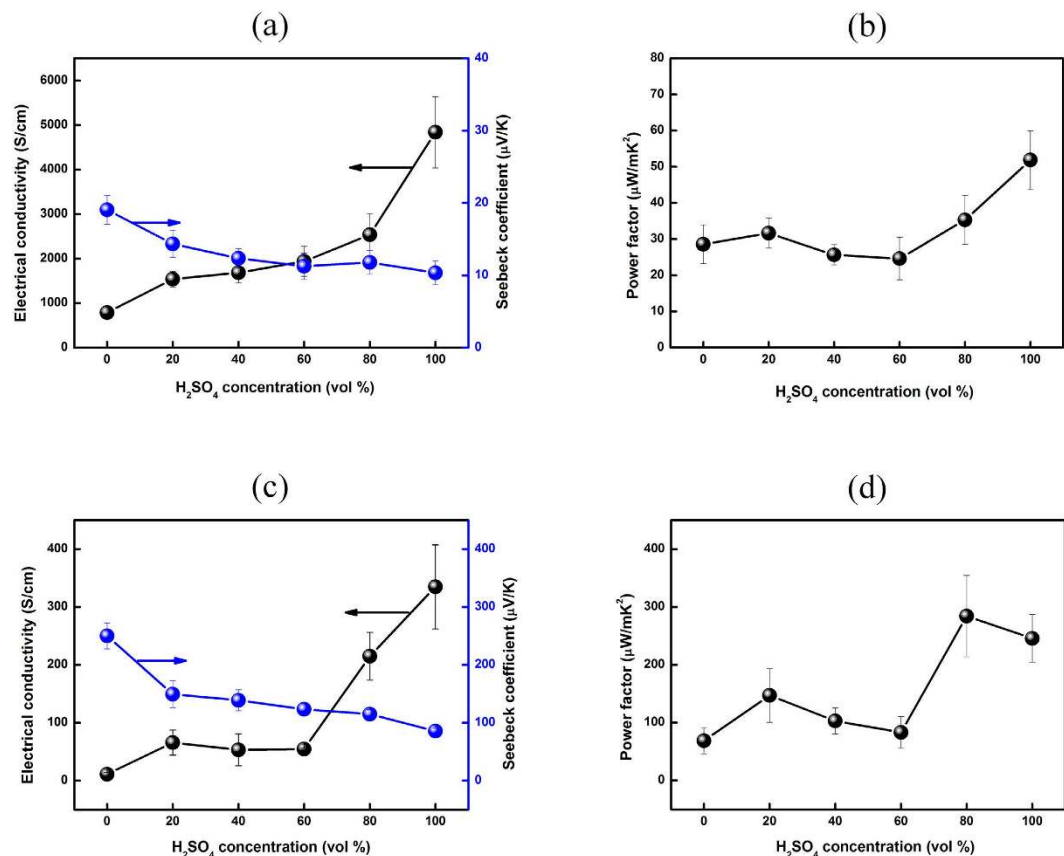 (a)
6000
5000
4000
3000
2000
1000
0
Electrical conductivity (S/cm)
40
30
20
10
0
Seebeck coefficient (μV/K)
0 20 40 60 80 100
H₂SO₄ concentration (vol %)
(b)
80
70
60
50
40
30
20
10
0
Power factor (μW/mK²)
0 20 40 60 80 100
H₂SO₄ concentration (vol %)
(c)
400
300
200
100
0
Electrical conductivity (S/cm)
400
300
200
100
0
Seebeck coefficient (μV/K)
0 20 40 60 80 100
H₂SO₄ concentration (vol %)
(d)
400
300
200
100
0
Power factor (μW/mK²)
0 20 40 60 80 100
H₂SO₄ concentration (vol %)